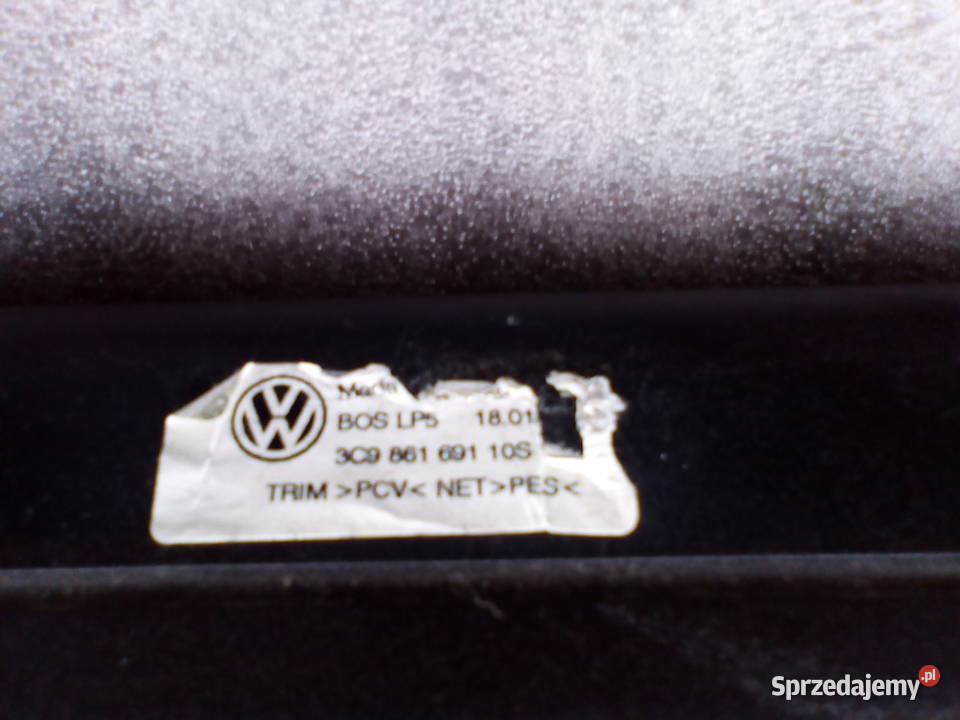 BOS LP5 18.01
3C9 861 691 10S
TRIM >PCV< NET>PES<
Sprzedajemy.pl